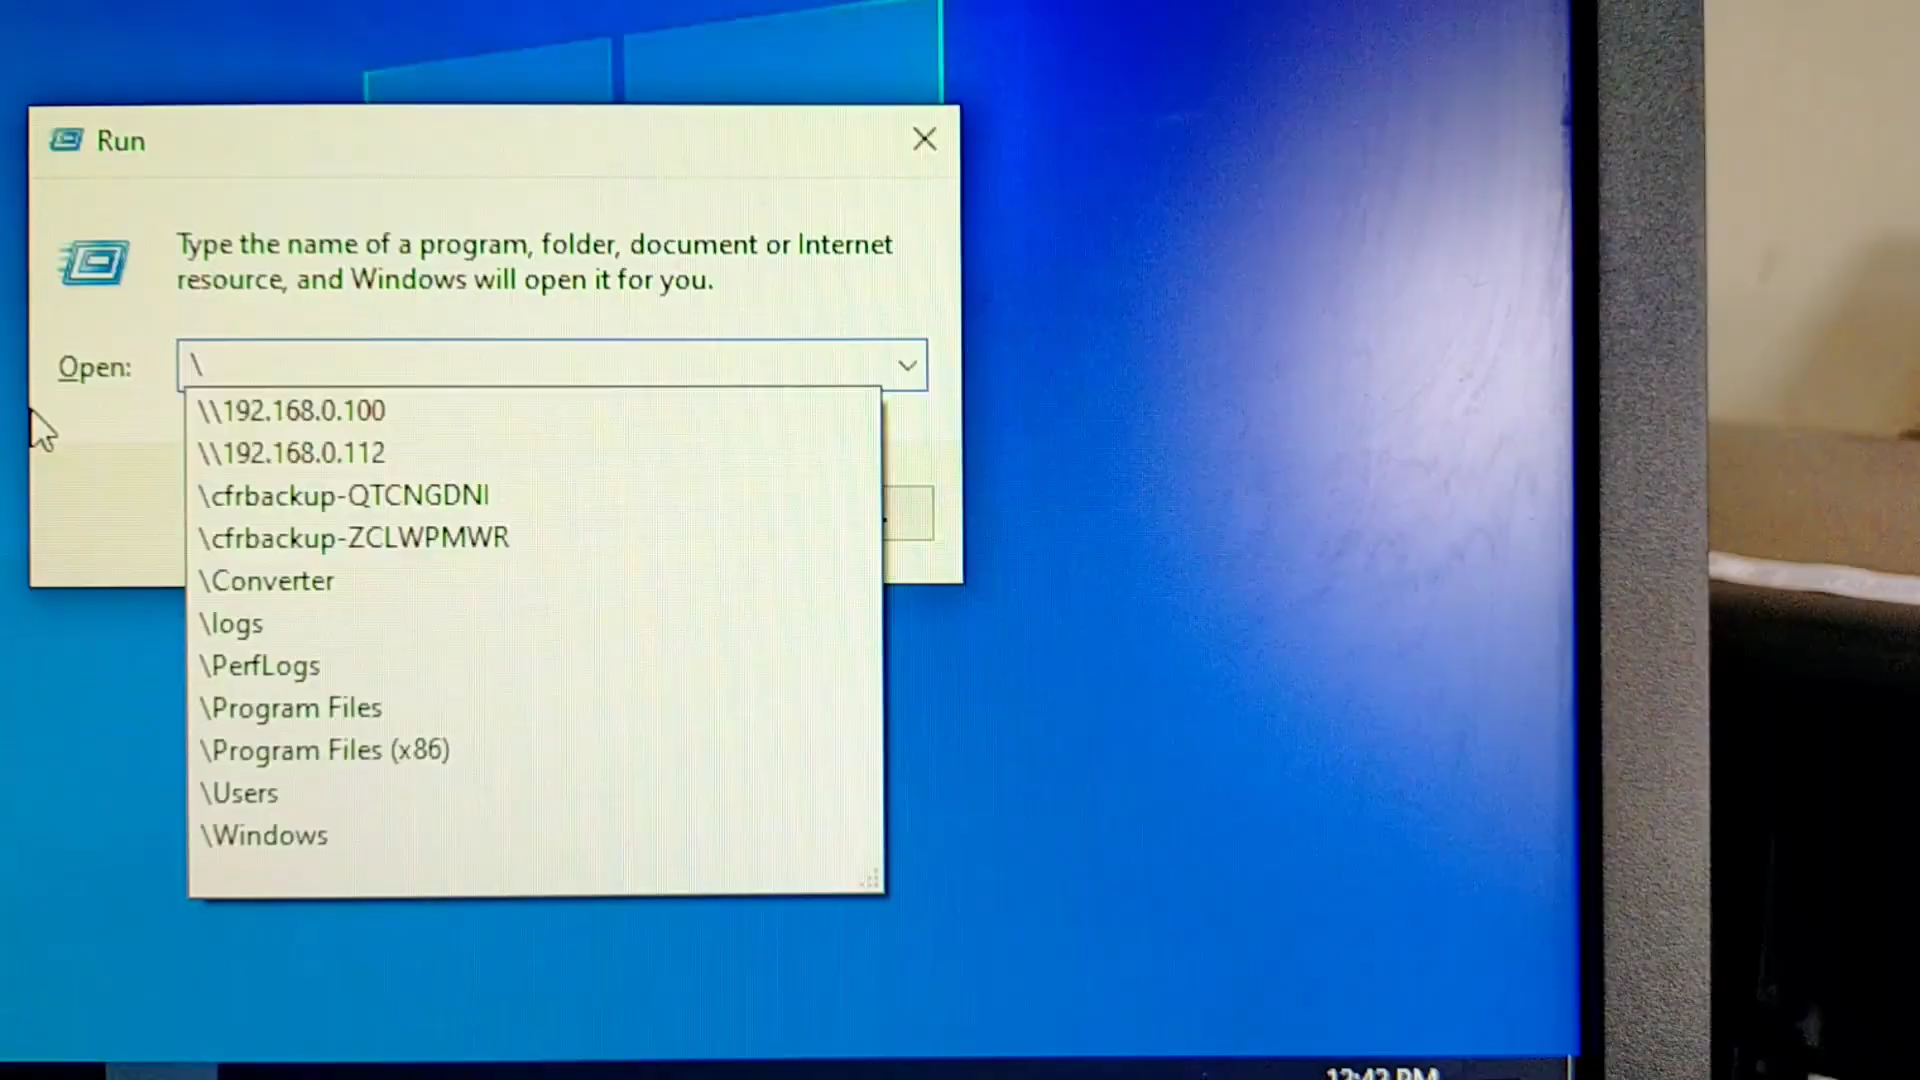 Run
Type the name of a program, folder, document or Internet
resource, and Windows will open it for you.
Open:
\
\\192.168.0.100
\\192.168.0.112
\cfrbackup-QTCNGDNI
\cfrbackup-ZCLWPMWR
\Converter
\logs
\PerfLogs
\Program Files
\Program Files (x86)
\Users
\Windows
12:42 PM